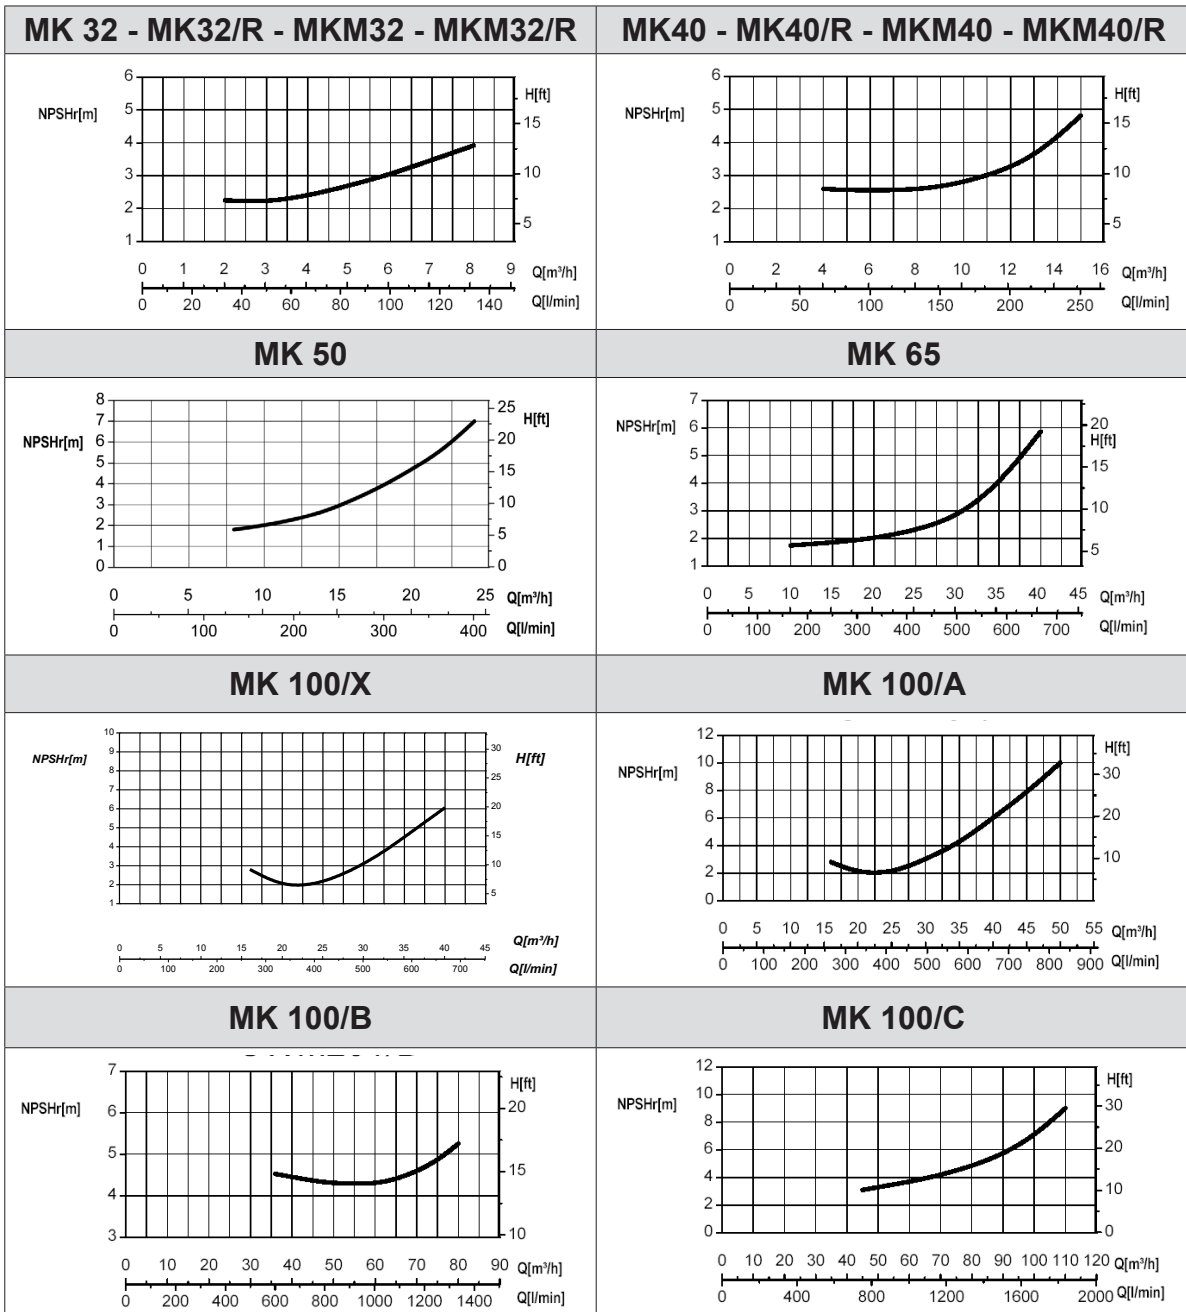 MK 32 - MK32/R - MKM32 - MKM32/R
6
5
4
3
2
1
NPSHr[m]
H[ft]
15
10
5
0 1 2 3 4 5 6 7 8 9 Q[m³/h]
0 20 40 60 80 100 120 140 Q[l/min]
MK40 - MK40/R - MKM40 - MKM40/R
6
5
4
3
2
1
NPSHr[m]
H[ft]
15
10
5
0 2 4 6 8 10 12 14 16 Q[m³/h]
0 50 100 150 200 250 Q[l/min]
MK 50
8
7
6
5
4
3
2
1
0
NPSHr[m]
25
H[ft]
20
15
10
5
0
0 5 10 15 20 25 Q[m³/h]
0 100 200 300 400 Q[l/min]
MK 65
7
6
5
4
3
2
1
NPSHr[m]
20
H[ft]
15
10
5
0 5 10 15 20 25 30 35 40 45 Q[m³/h]
0 100 200 300 400 500 600 700 Q[l/min]
MK 100/X
10
9
8
7
6
5
4
3
2
1
NPSHr[m]
30
H[ft]
25
20
15
10
5
0 5 10 15 20 25 30 35 40 45 Q[m³/h]
0 100 200 300 400 500 600 700 Q[l/min]
MK 100/A
12
10
8
6
4
2
0
NPSHr[m]
H[ft]
30
20
10
0 5 10 15 20 25 30 35 40 45 50 55 Q[m³/h]
0 100 200 300 400 500 600 700 800 900 Q[l/min]
MK 100/B
7
6
5
4
3
NPSHr[m]
H[ft]
20
15
10
0 10 20 30 40 50 60 70 80 90 Q[m³/h]
0 200 400 600 800 1000 1200 1400 Q[l/min]
MK 100/C
12
10
8
6
4
2
0
NPSHr[m]
H[ft]
30
20
10
0
0 10 20 30 40 50 60 70 80 90 100 110 120 Q[m³/h]
0 400 800 1200 1600 2000 Q[l/min]